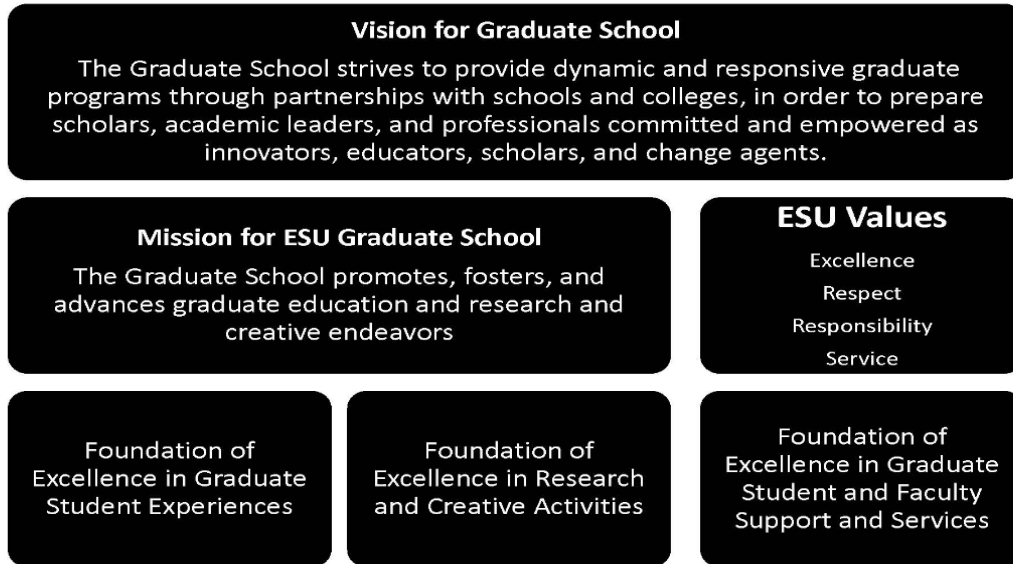 Vision for Graduate School
The Graduate School strives to provide dynamic and responsive graduate
programs through partnerships with schools and colleges, in order to prepare
scholars, academic leaders, and professionals committed and empowered as
innovators, educators, scholars, and change agents.
Mission for ESU Graduate School
The Graduate School promotes, fosters, and
advances graduate education and research and
creative endeavors
ESU Values
Excellence
Respect
Responsibility
Service
Foundation of
Excellence in Graduate
Student Experiences
Foundation of
Excellence in Research
and Creative Activities
Foundation of
Excellence in Graduate
Student and Faculty
Support and Services